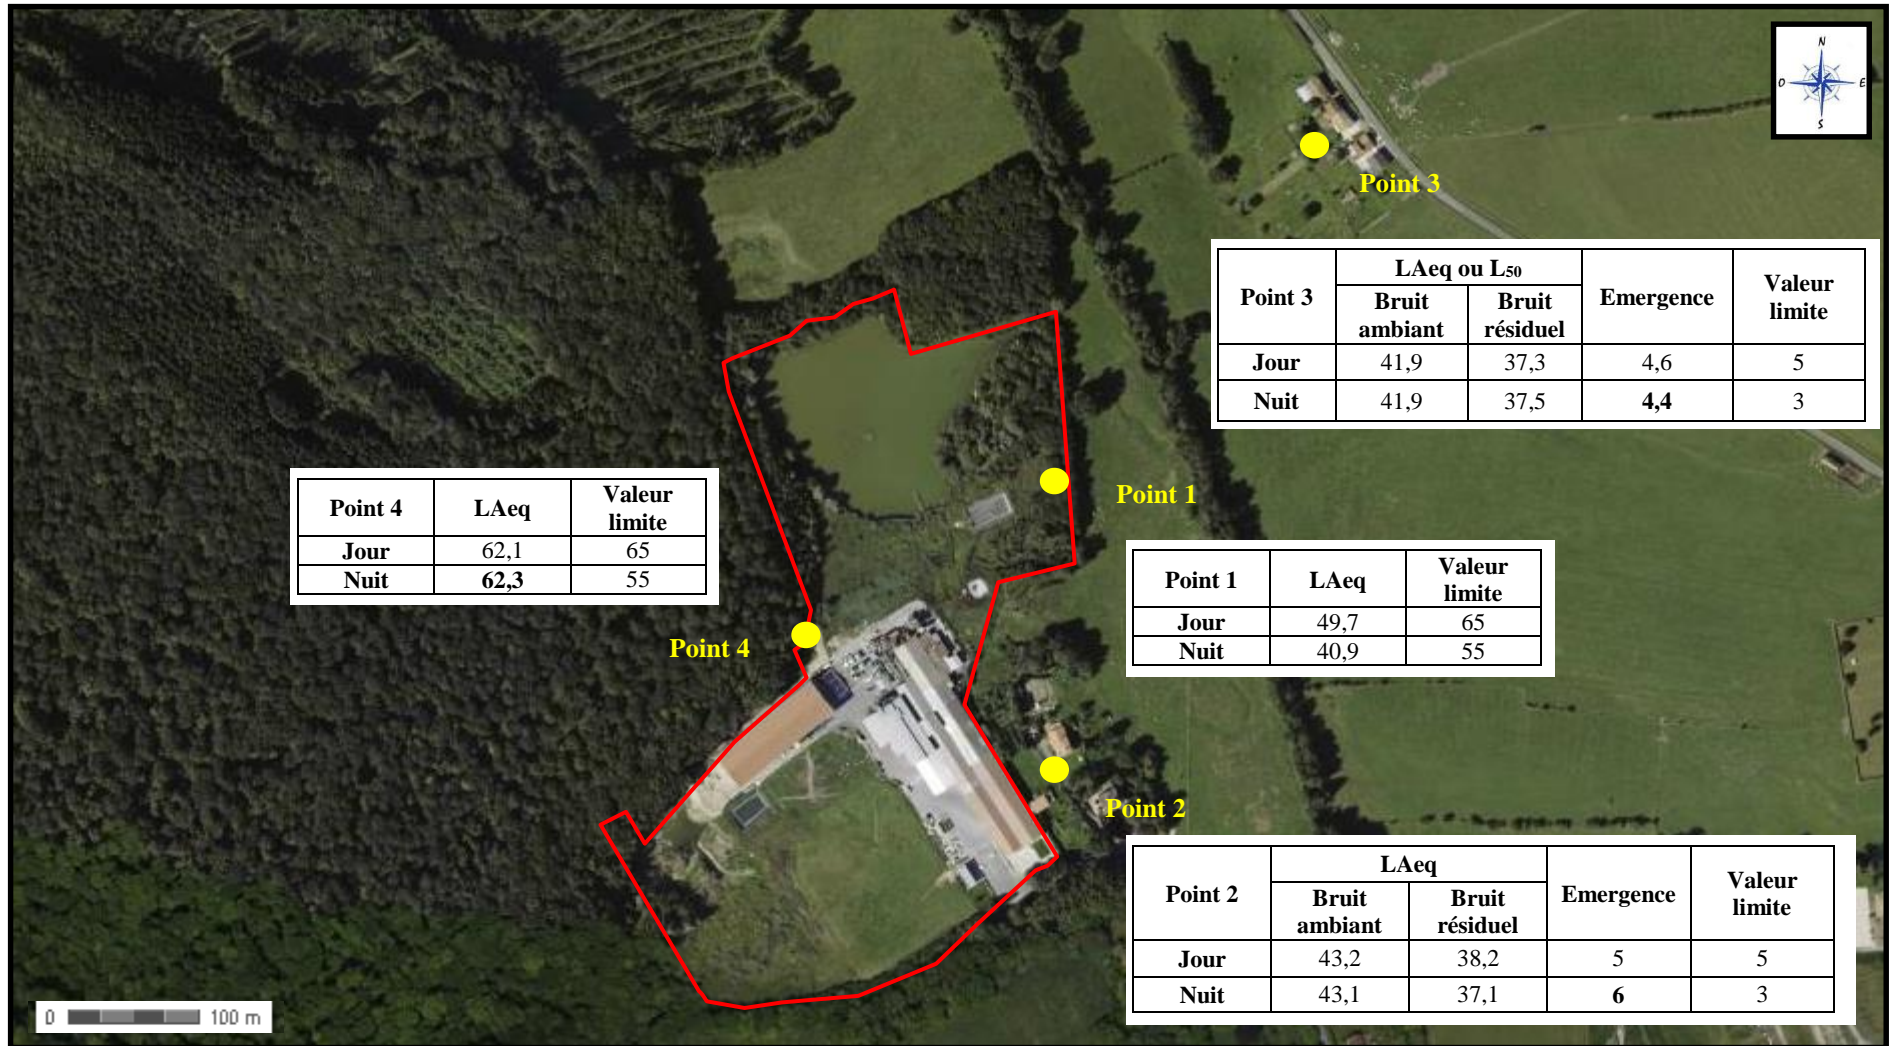 N
O E
S
Point 3
Point 3 LAeq ou L50 Emergence Valeur limite
Bruit ambiant Bruit résiduel
Jour 41,9 37,3 4,6 5
Nuit 41,9 37,5 4,4 3
Point 4 LAeq Valeur limite
Jour 62,1 65
Nuit 62,3 55
Point 1
Point 1 LAeq Valeur limite
Jour 49,7 65
Nuit 40,9 55
Point 4
Point 2
Point 2 LAeq Emergence Valeur limite
Bruit ambiant Bruit résiduel
Jour 43,2 38,2 5 5
Nuit 43,1 37,1 6 3
0 100 m